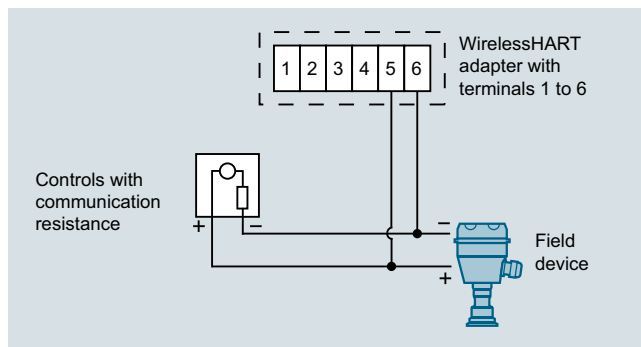 1 2 3 4 5 6
WirelessHART
adapter with
terminals 1 to 6
Controls with
communication
resistance
+ −
−
+
Field
device